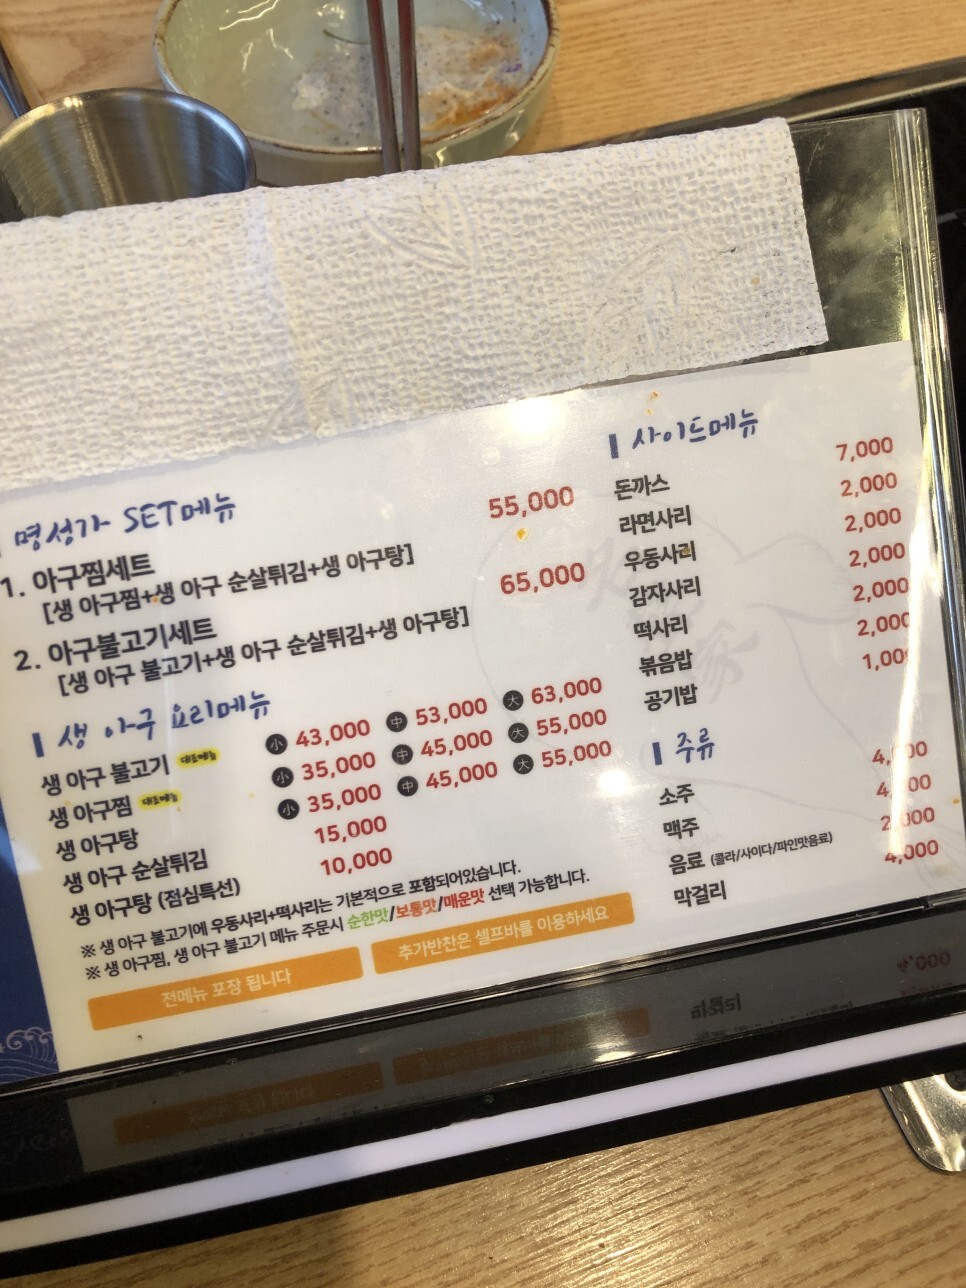 명성가 SET메뉴
1. 아구찜세트 55,000
[생 아구찜+생 아구 순살튀김+생 아구탕]
2. 아구불고기세트 65,000
[생 아구 불고기+생 아구 순살튀김+생 아구탕]
생 아구 요리메뉴
생 아구 불고기 대표메뉴 小 43,000 中 53,000 大 63,000
생 아구찜 대표메뉴 小 35,000 中 45,000 大 55,000
생 아구탕 小 35,000 中 45,000 大 55,000
생 아구 순살튀김 15,000
생 아구탕 (점심특선) 10,000
※ 생 아구 불고기에 우동사리+떡사리는 기본적으로 포함되어있습니다.
※ 생 아구찜, 생 아구 불고기 메뉴 주문시 순한맛/보통맛/매운맛 선택 가능합니다.
전메뉴 포장 됩니다
추가반찬은 셀프바를 이용하세요
사이드메뉴
돈까스 7,000
라면사리 2,000
우동사리 2,000
감자사리 2,000
떡사리 2,000
볶음밥 2,000
공기밥 1,00
주류
소주
맥주
음료 (콜라/사이다/파인맛음료)
막걸리 4,000